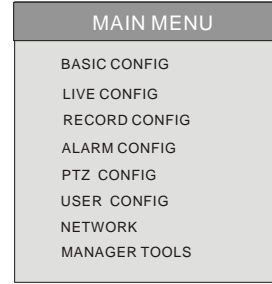 MAIN MENU
BASIC CONFIG
LIVE CONFIG
RECORD CONFIG
ALARM CONFIG
PTZ CONFIG
USER CONFIG
NETWORK
MANAGER TOOLS